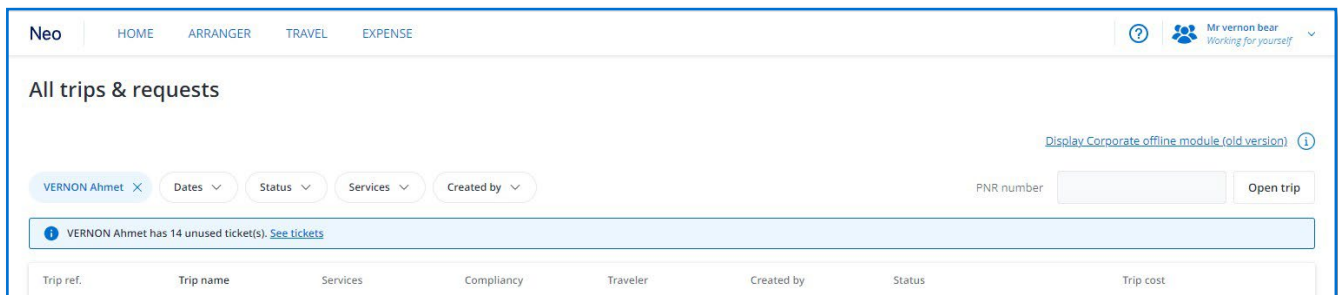 Neo HOME ARRANGER TRAVEL EXPENSE Mr vernon bear
Working for yourself
All trips & requests
Display Corporate offline module (old version)
VERNON Ahmet Dates Status Services Created by PNR number Open trip
VERNON Ahmet has 14 unused ticket(s). See tickets
Trip ref. Trip name Services Compliancy Traveler Created by Status Trip cost